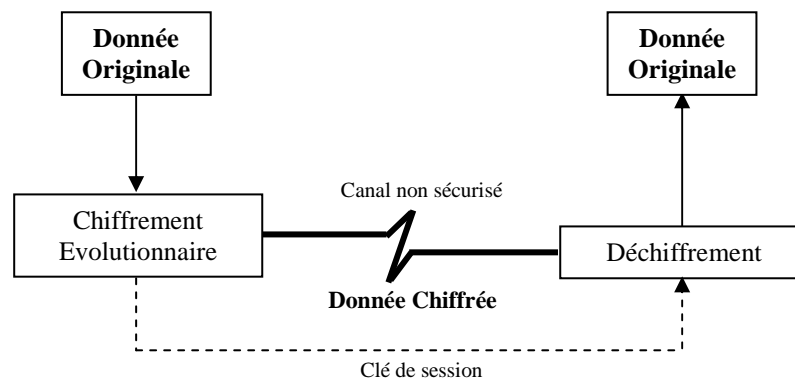 Donnée
Originale
Donnée
Originale
Canal non sécurisé
Chiffrement
Evolutionnaire
Déchiffrement
Donnée Chiffrée
Clé de session